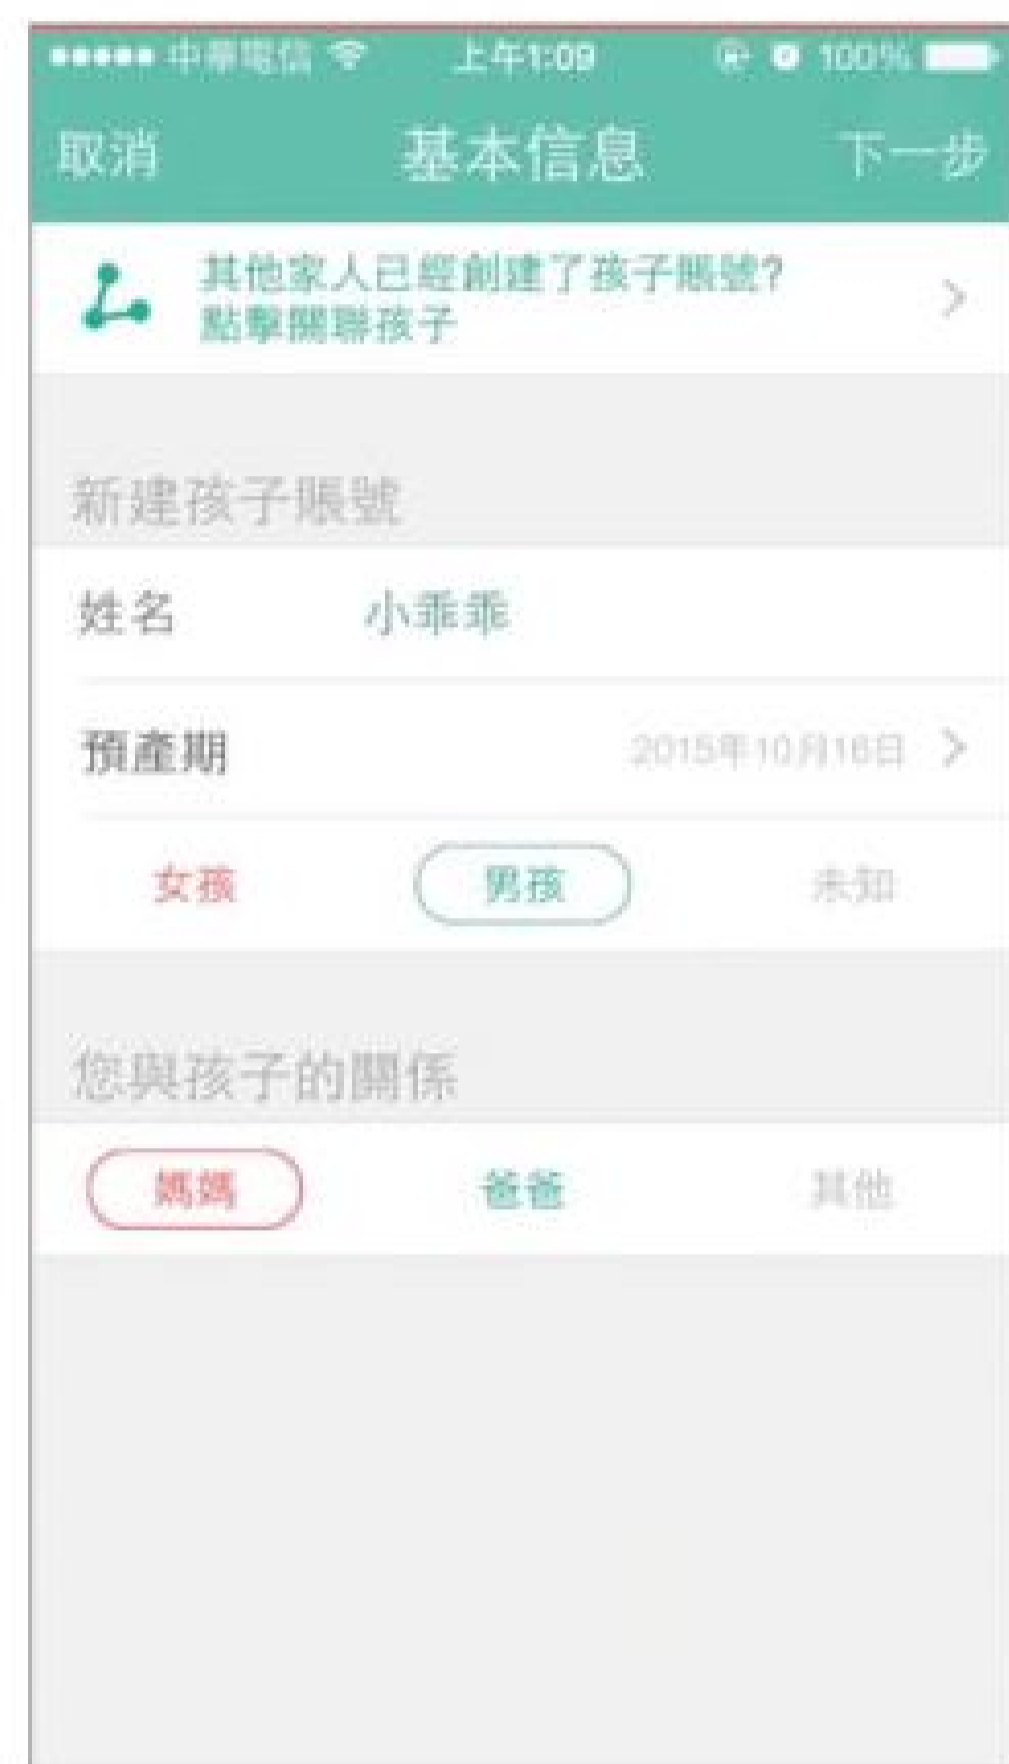 中華電信 上午1:09 100%
取消 基本信息 下一步
其他家人已經創建了孩子賬號?
點擊關聯孩子
新建孩子賬號
姓名 小乖乖
預產期 2015年10月16日
女孩 男孩 未知
您與孩子的關係
媽媽 爸爸 其他